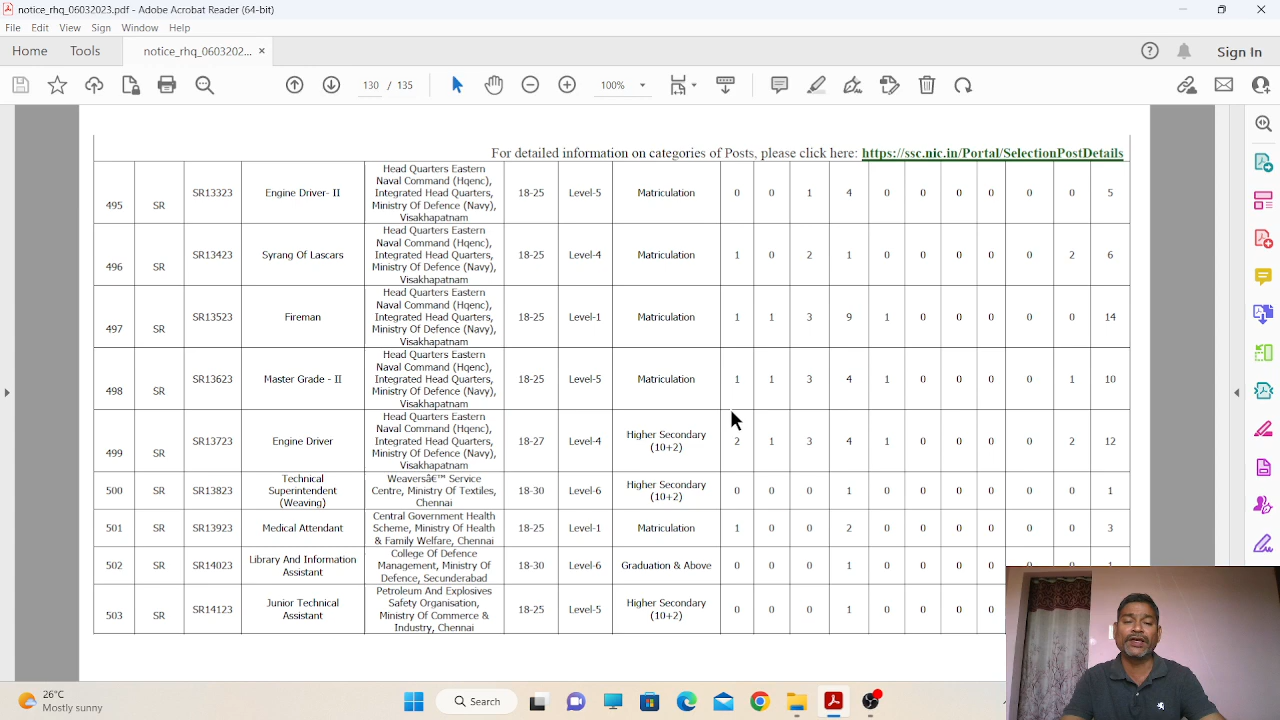 notice_rhq_06032023.pdf - Adobe Acrobat Reader (64-bit)
File Edit View Sign Window Help
Home Tools notice_rhq_0603202... × Sign In
130 / 135 100%
For detailed information on categories of Posts, please click here: https://ssc.nic.in/Portal/SelectionPostDetails
495 SR SR13323 Engine Driver- II Head Quarters Eastern
Naval Command (Hqenc),
Integrated Head Quarters,
Ministry Of Defence (Navy),
Visakhapatnam 18-25 Level-5 Matriculation 0 0 1 4 0 0 0 0 0 0 5
496 SR SR13423 Syrang Of Lascars Head Quarters Eastern
Naval Command (Hqenc),
Integrated Head Quarters,
Ministry Of Defence (Navy),
Visakhapatnam 18-25 Level-4 Matriculation 1 0 2 1 0 0 0 0 0 2 6
497 SR SR13523 Fireman Head Quarters Eastern
Naval Command (Hqenc),
Integrated Head Quarters,
Ministry Of Defence (Navy),
Visakhapatnam 18-25 Level-1 Matriculation 1 1 3 9 1 0 0 0 0 0 14
498 SR SR13623 Master Grade - II Head Quarters Eastern
Naval Command (Hqenc),
Integrated Head Quarters,
Ministry Of Defence (Navy),
Visakhapatnam 18-25 Level-5 Matriculation 1 1 3 4 1 0 0 0 0 1 10
499 SR SR13723 Engine Driver Head Quarters Eastern
Naval Command (Hqenc),
Integrated Head Quarters,
Ministry Of Defence (Navy),
Visakhapatnam 18-27 Level-4 Higher Secondary
(10+2) 2 1 3 4 1 0 0 0 0 2 12
500 SR SR13823 Technical
Superintendent
(Weaving) Weaversâ€™ Service
Centre, Ministry Of Textiles,
Chennai 18-30 Level-6 Higher Secondary
(10+2) 0 0 0 1 0 0 0 0 0 0 1
501 SR SR13923 Medical Attendant Central Government Health
Scheme, Ministry Of Health
& Family Welfare, Chennai 18-25 Level-1 Matriculation 1 0 0 2 0 0 0 0 0 0 3
502 SR SR14023 Library And Information
Assistant College Of Defence
Management, Ministry Of
Defence, Secunderabad 18-30 Level-6 Graduation & Above 0 0 0 1 0 0 0 0
503 SR SR14123 Junior Technical
Assistant Petroleum And Explosives
Safety Organisation,
Ministry Of Commerce &
Industry, Chennai 18-25 Level-5 Higher Secondary
(10+2) 0 0 0 1 0 0 0 0
26°C
Mostly sunny
Search